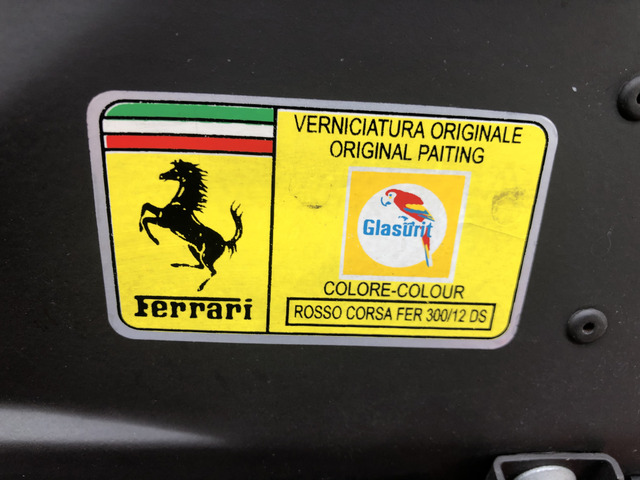 VERNICIATURA ORIGINALE
ORIGINAL PAITING
Glasurit
COLORE-COLOUR
ROSSO CORSA FER 300/12 DS
Ferrari